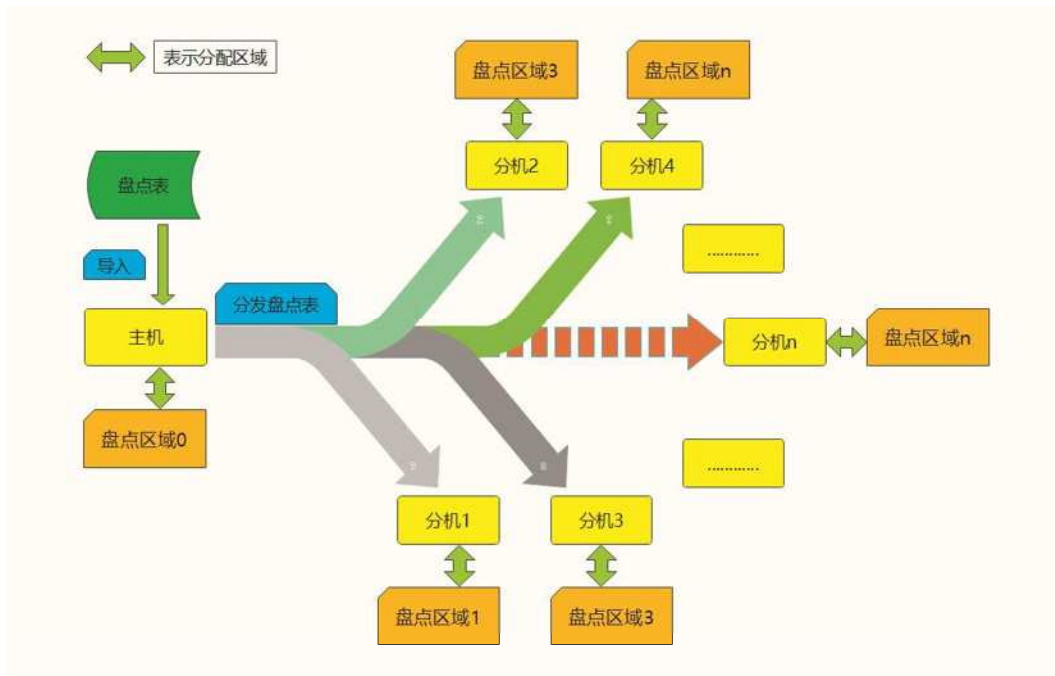 表示分配区域
盘点区域3
盘点区域n
分机2
分机4
盘点表
............
导入
分发盘点表
主机
分机n
盘点区域n
盘点区域0
............
分机1
分机3
盘点区域1
盘点区域3